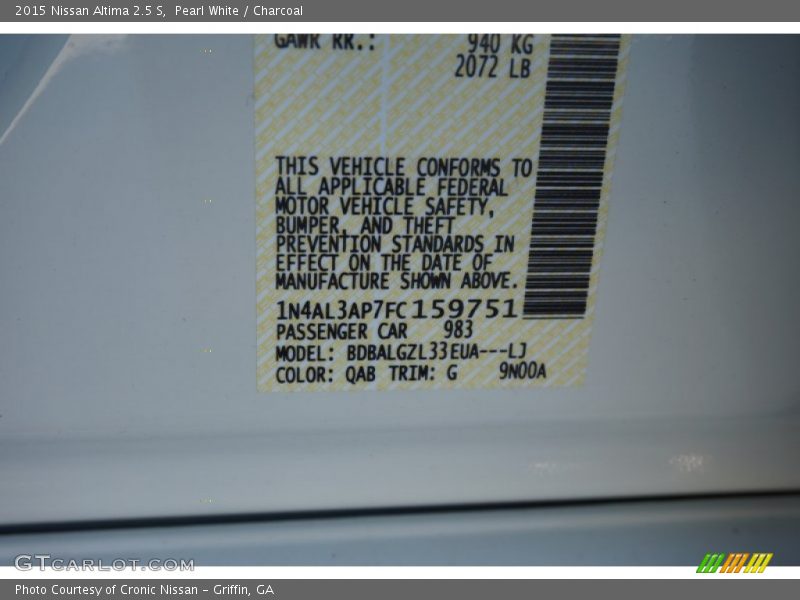 2015 Nissan Altima 2.5 S, Pearl White / Charcoal
GAWR RR.: 940 KG
2072 LB
THIS VEHICLE CONFORMS TO
ALL APPLICABLE FEDERAL
MOTOR VEHICLE SAFETY,
BUMPER, AND THEFT
PREVENTION STANDARDS IN
EFFECT ON THE DATE OF
MANUFACTURE SHOWN ABOVE.
1N4AL3AP7FC159751
PASSENGER CAR 983
MODEL: BDBALGZL33EUA---LJ
COLOR: QAB TRIM: G 9N00A
GTCARLOT.COM
Photo Courtesy of Cronic Nissan - Griffin, GA